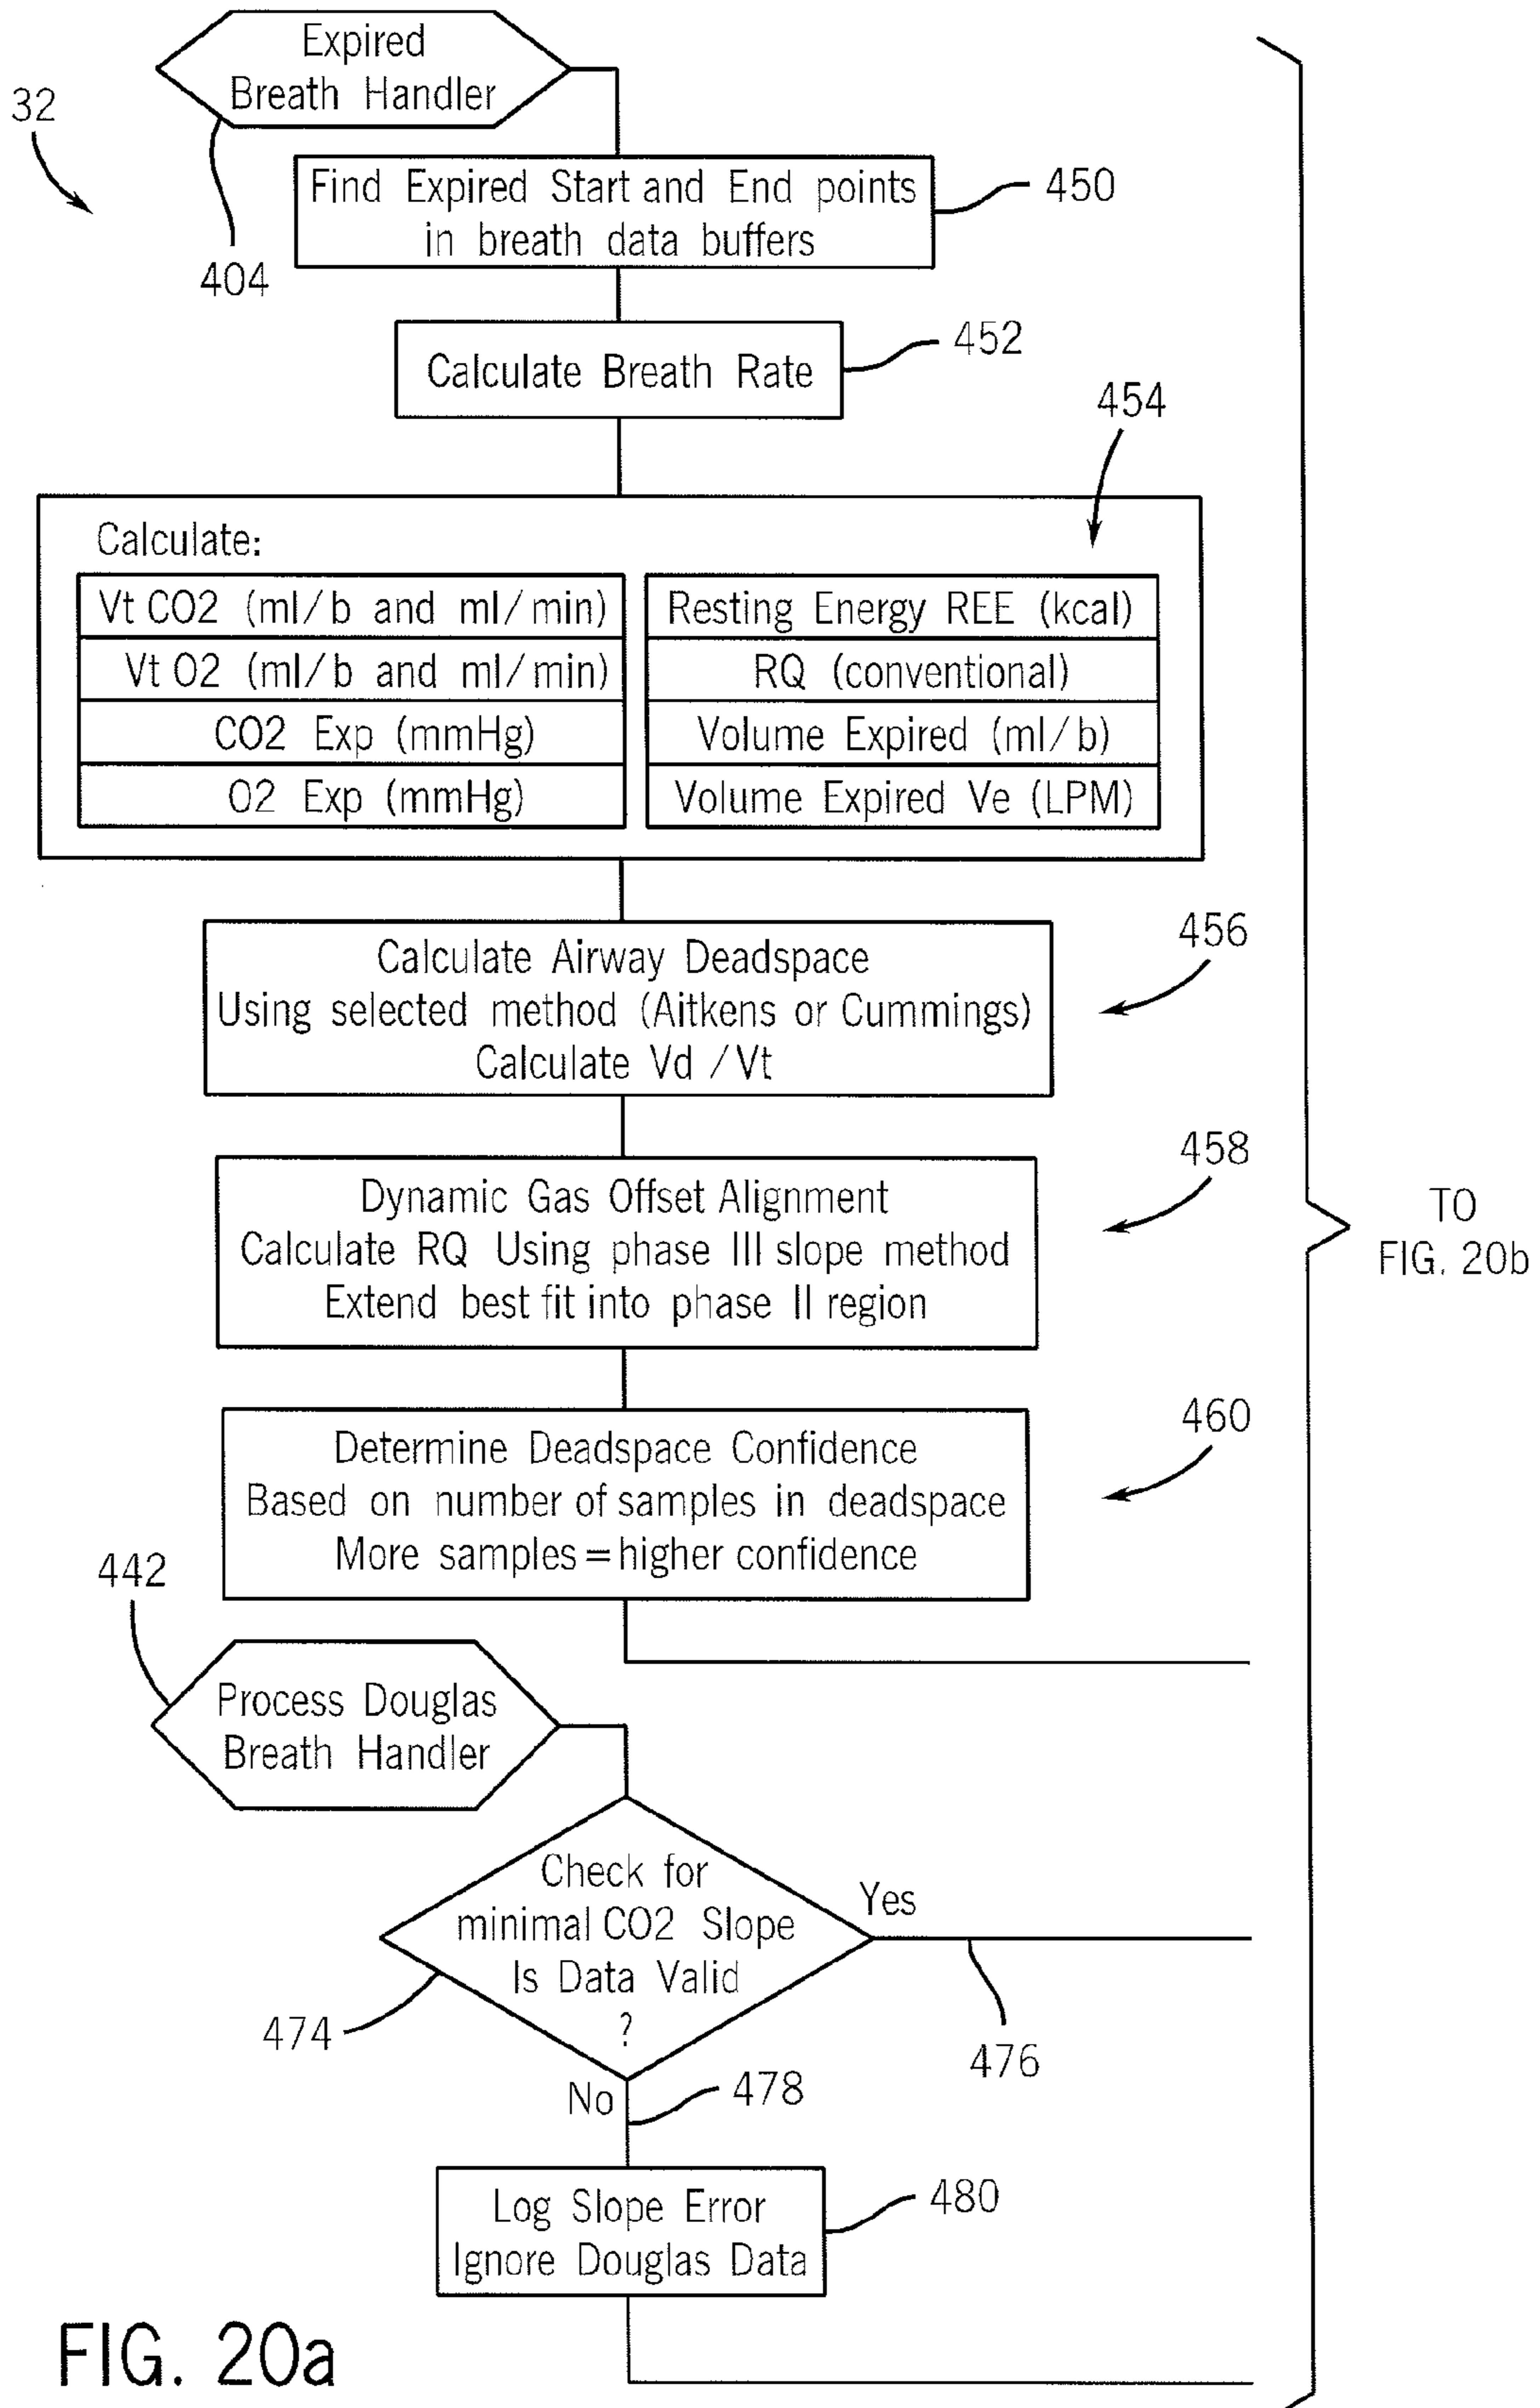 Expired
Breath Handler
32
404
Find Expired Start and End points
in breath data buffers
450
Calculate Breath Rate
452
454
Calculate:
Vt CO2 (ml/b and ml/min)
Vt O2 (ml/b and ml/min)
CO2 Exp (mmHg)
O2 Exp (mmHg)
Resting Energy REE (kcal)
RQ (conventional)
Volume Expired (ml/b)
Volume Expired Ve (LPM)
Calculate Airway Deadspace
Using selected method (Aitkens or Cummings)
Calculate Vd /Vt
456
Dynamic Gas Offset Alignment
Calculate RQ Using phase III slope method
Extend best fit into phase II region
458
TO
FIG. 20b
Determine Deadspace Confidence
Based on number of samples in deadspace
More samples = higher confidence
460
442
Process Douglas
Breath Handler
Check for
minimal CO2 Slope
Is Data Valid
?
Yes
474
476
No
478
Log Slope Error
Ignore Douglas Data
480
FIG. 20a